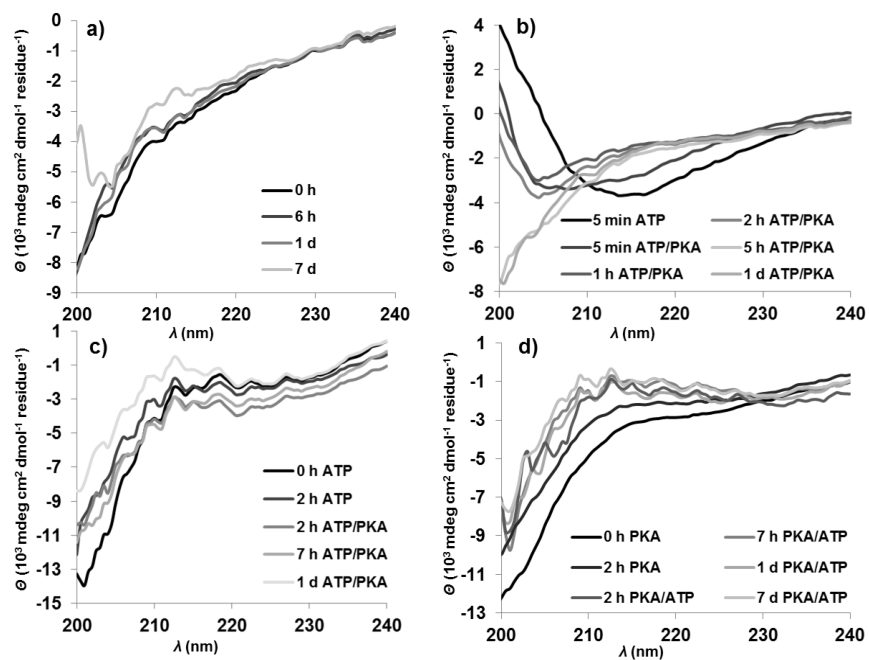 a)
0
-1
-2
-3
-4
-5
-6
-7
-8
-9
Θ (10³ mdeg cm² dmol⁻¹ residue⁻¹)
0 h
6 h
1 d
7 d
200 210 220 230 240
λ (nm)
b)
4
2
0
-2
-4
-6
-8
Θ (10³ mdeg cm² dmol⁻¹ residue⁻¹)
5 min ATP 2 h ATP/PKA
5 min ATP/PKA 5 h ATP/PKA
1 h ATP/PKA 1 d ATP/PKA
200 210 220 230 240
λ (nm)
c)
1
-1
-3
-5
-7
-9
-11
-13
-15
Θ (10³ mdeg cm² dmol⁻¹ residue⁻¹)
0 h ATP
2 h ATP
2 h ATP/PKA
7 h ATP/PKA
1 d ATP/PKA
200 210 220 230 240
λ (nm)
d)
1
-1
-3
-5
-7
-9
-11
-13
Θ (10³ mdeg cm² dmol⁻¹ residue⁻¹)
0 h PKA 7 h PKA/ATP
2 h PKA 1 d PKA/ATP
2 h PKA/ATP 7 d PKA/ATP
200 210 220 230 240
λ (nm)